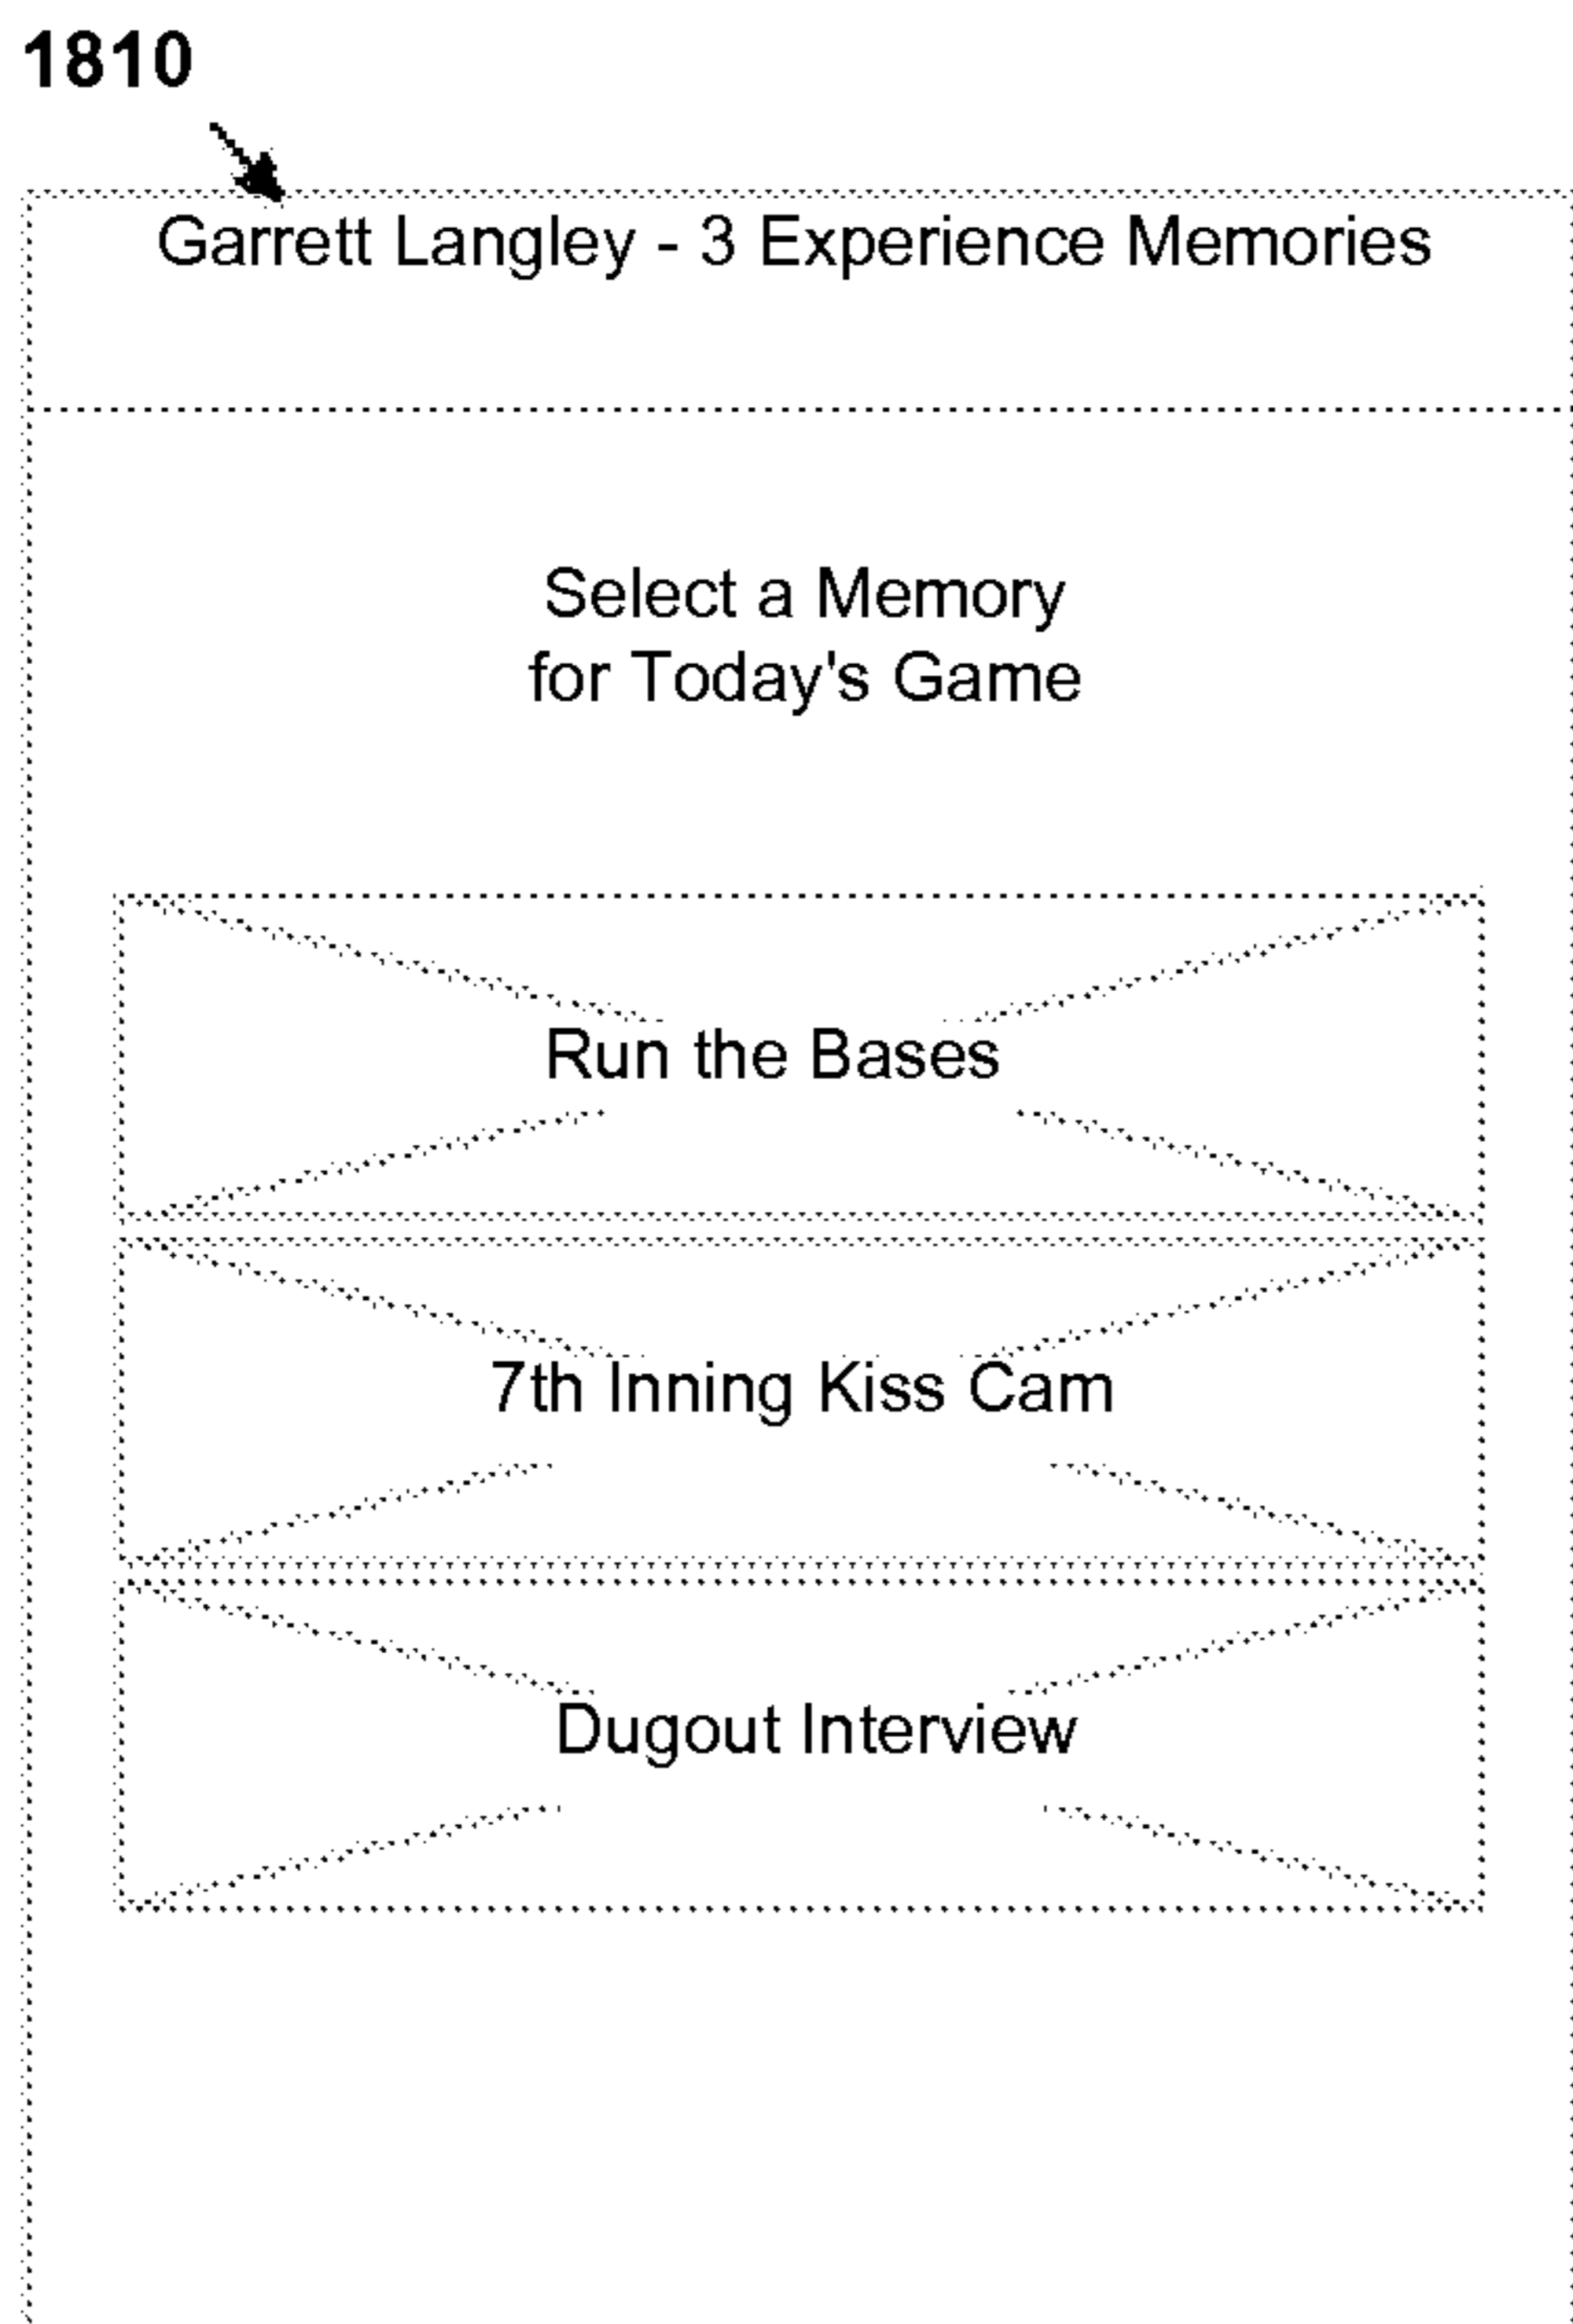 1810
Garrett Langley - 3 Experience Memories
Select a Memory
for Today's Game
Run the Bases
7th Inning Kiss Cam
Dugout Interview